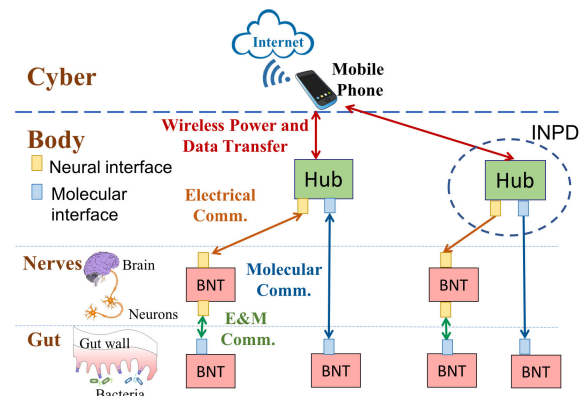 Internet
Cyber
Mobile
Phone
Wireless Power and
Data Transfer
Body
INPD
Neural interface
Molecular
interface
Hub
Hub
Electrical
Comm.
Nerves
Brain
Neurons
BNT
Molecular
Comm.
BNT
E&M
Comm.
Gut
Gut wall
Bacteria
BNT
BNT
BNT
BNT